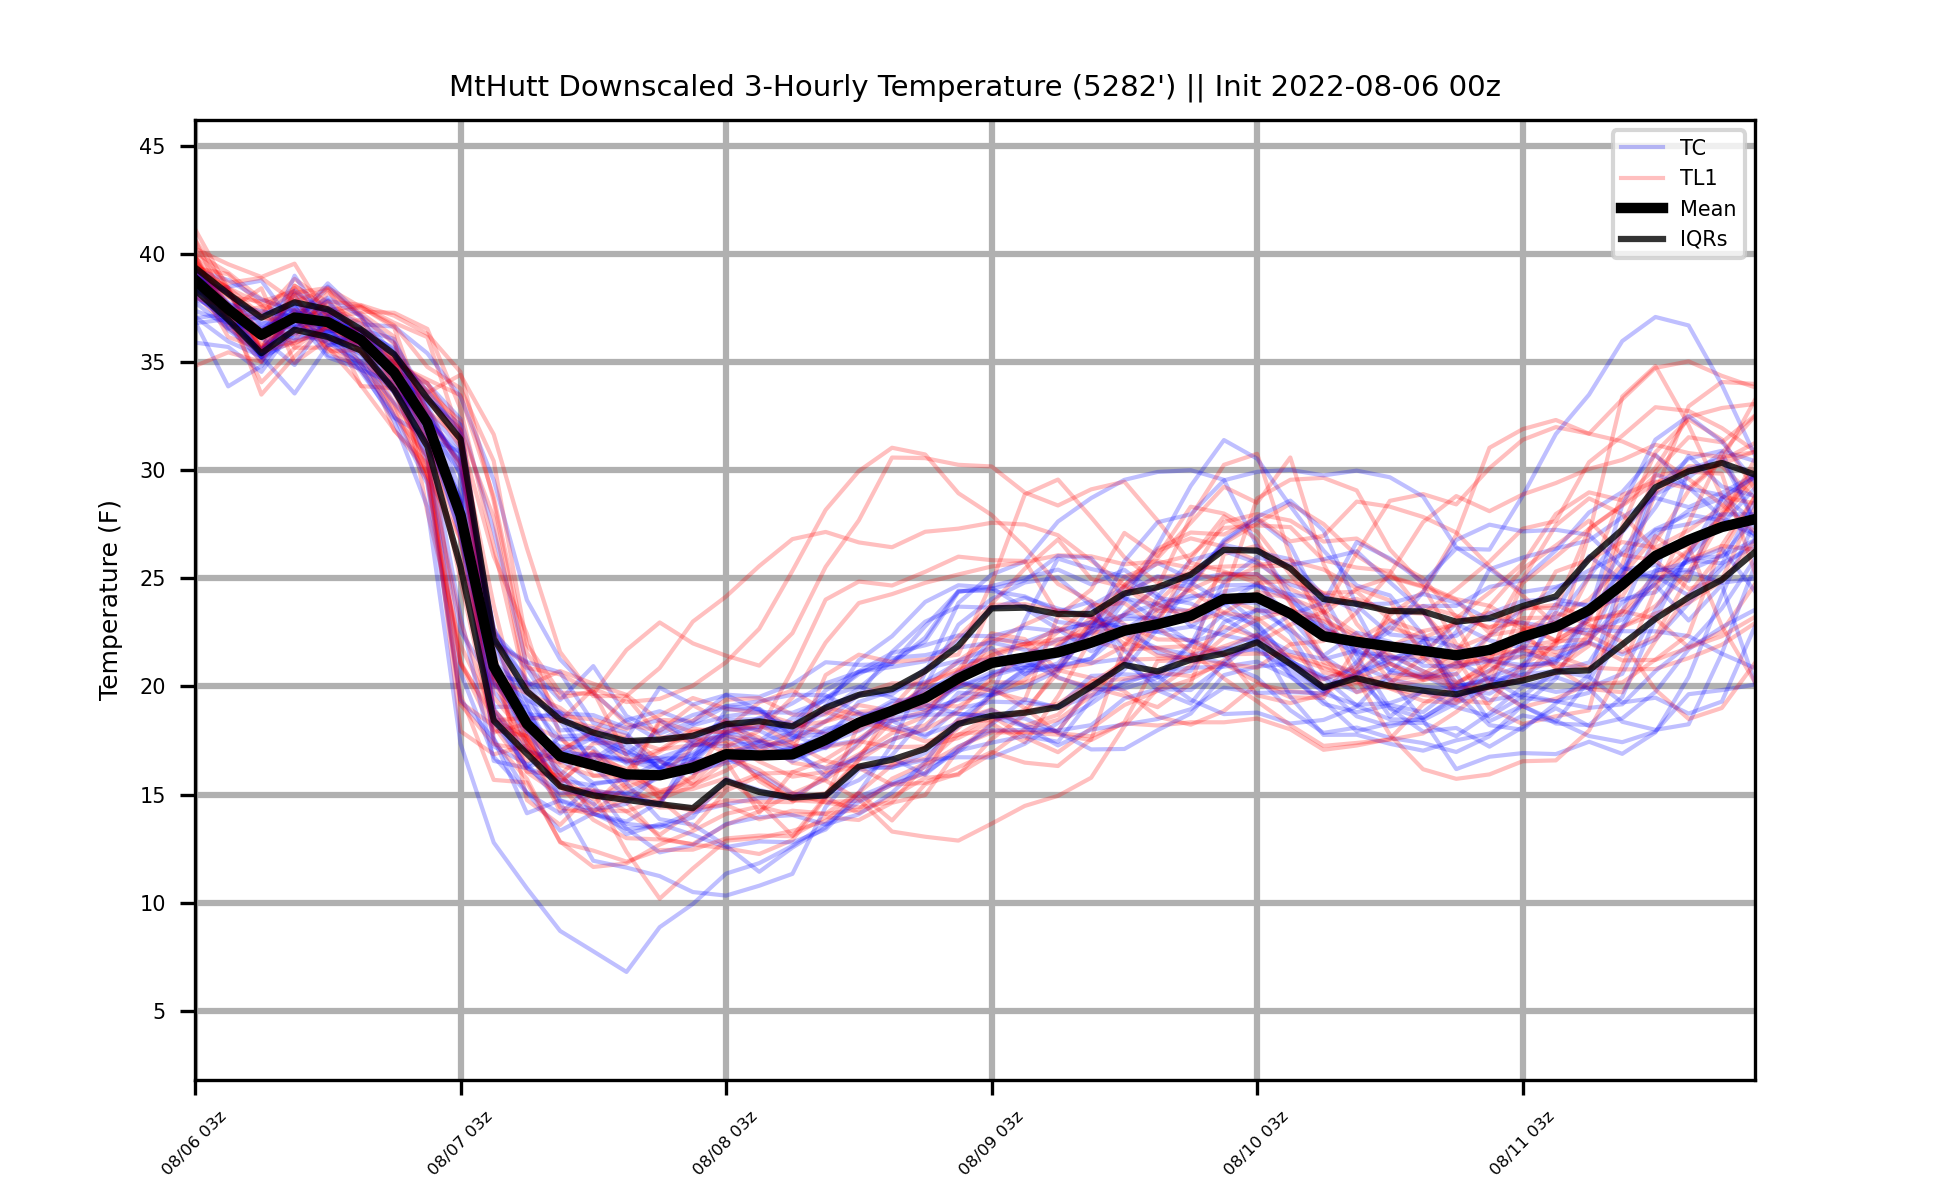 MtHutt Downscaled 3-Hourly Temperature (5282') || Init 2022-08-06 00z
TC
TL1
Mean
IQRs
Temperature (F)
45
40
35
30
25
20
15
10
5
08/06 03z
08/07 03z
08/08 03z
08/09 03z
08/10 03z
08/11 03z